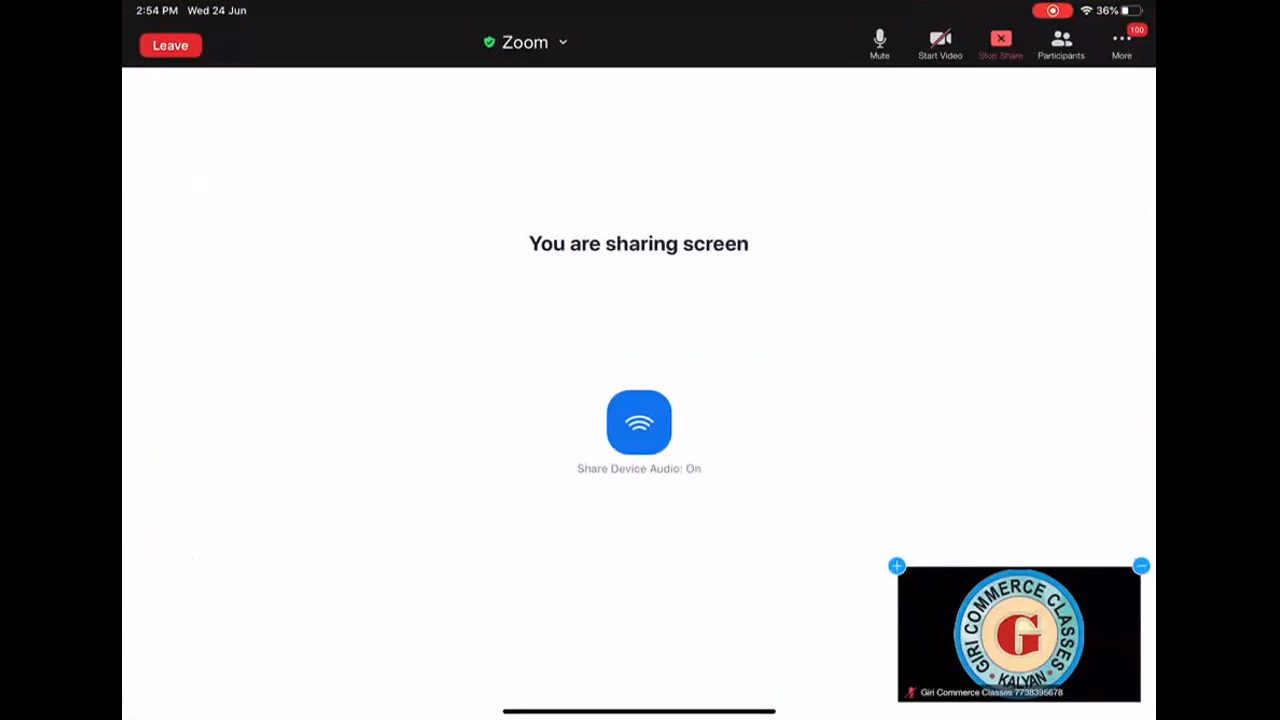 2:54 PM Wed 24 Jun
36%
Leave
Zoom
Mute
Start Video
Stop Share
Participants
100
More
You are sharing screen
Share Device Audio: On
GIRI COMMERCE CLASSES
G
• KALYAN •
Giri Commerce Classes 7738395678